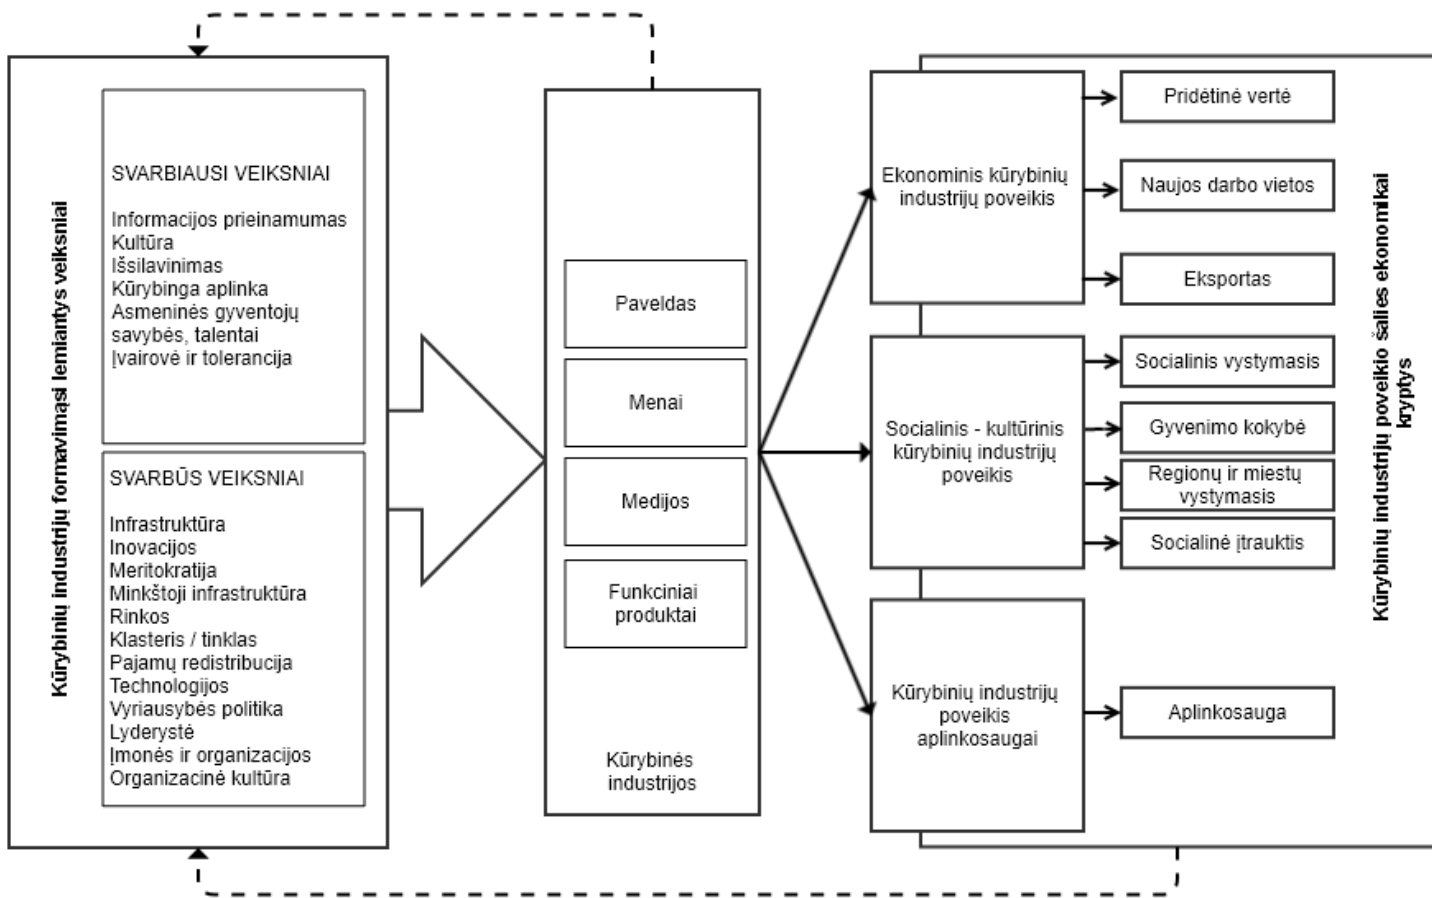 Kūrybinių industrijų formavimąsi lemiantys veiksniai
SVARBIAUSI VEIKSNIAI
Informacijos prieinamumas
Kultūra
Išsilavinimas
Kūrybinga aplinka
Asmeninės gyventojų
savybės, talentai
Įvairovė ir tolerancija
SVARBŪS VEIKSNIAI
Infrastruktūra
Inovacijos
Meritokratija
Minkštoji infrastruktūra
Rinkos
Klasteris / tinklas
Pajamų redistribucija
Technologijos
Vyriausybės politika
Lyderystė
Įmonės ir organizacijos
Organizacinė kultūra
Paveldas
Menai
Medijos
Funkciniai
produktai
Kūrybinės
industrijos
Ekonominis kūrybinių
industrijų poveikis
Socialinis - kultūrinis
kūrybinių industrijų
poveikis
Kūrybinių industrijų
poveikis
aplinkosaugai
Pridėtinė vertė
Naujos darbo vietos
Eksportas
Socialinis vystymasis
Gyvenimo kokybė
Regionų ir miestų
vystymasis
Socialinė įtrauktis
Aplinkosauga
Kūrybinių industrijų poveikio šalies ekonomikai
kryptys